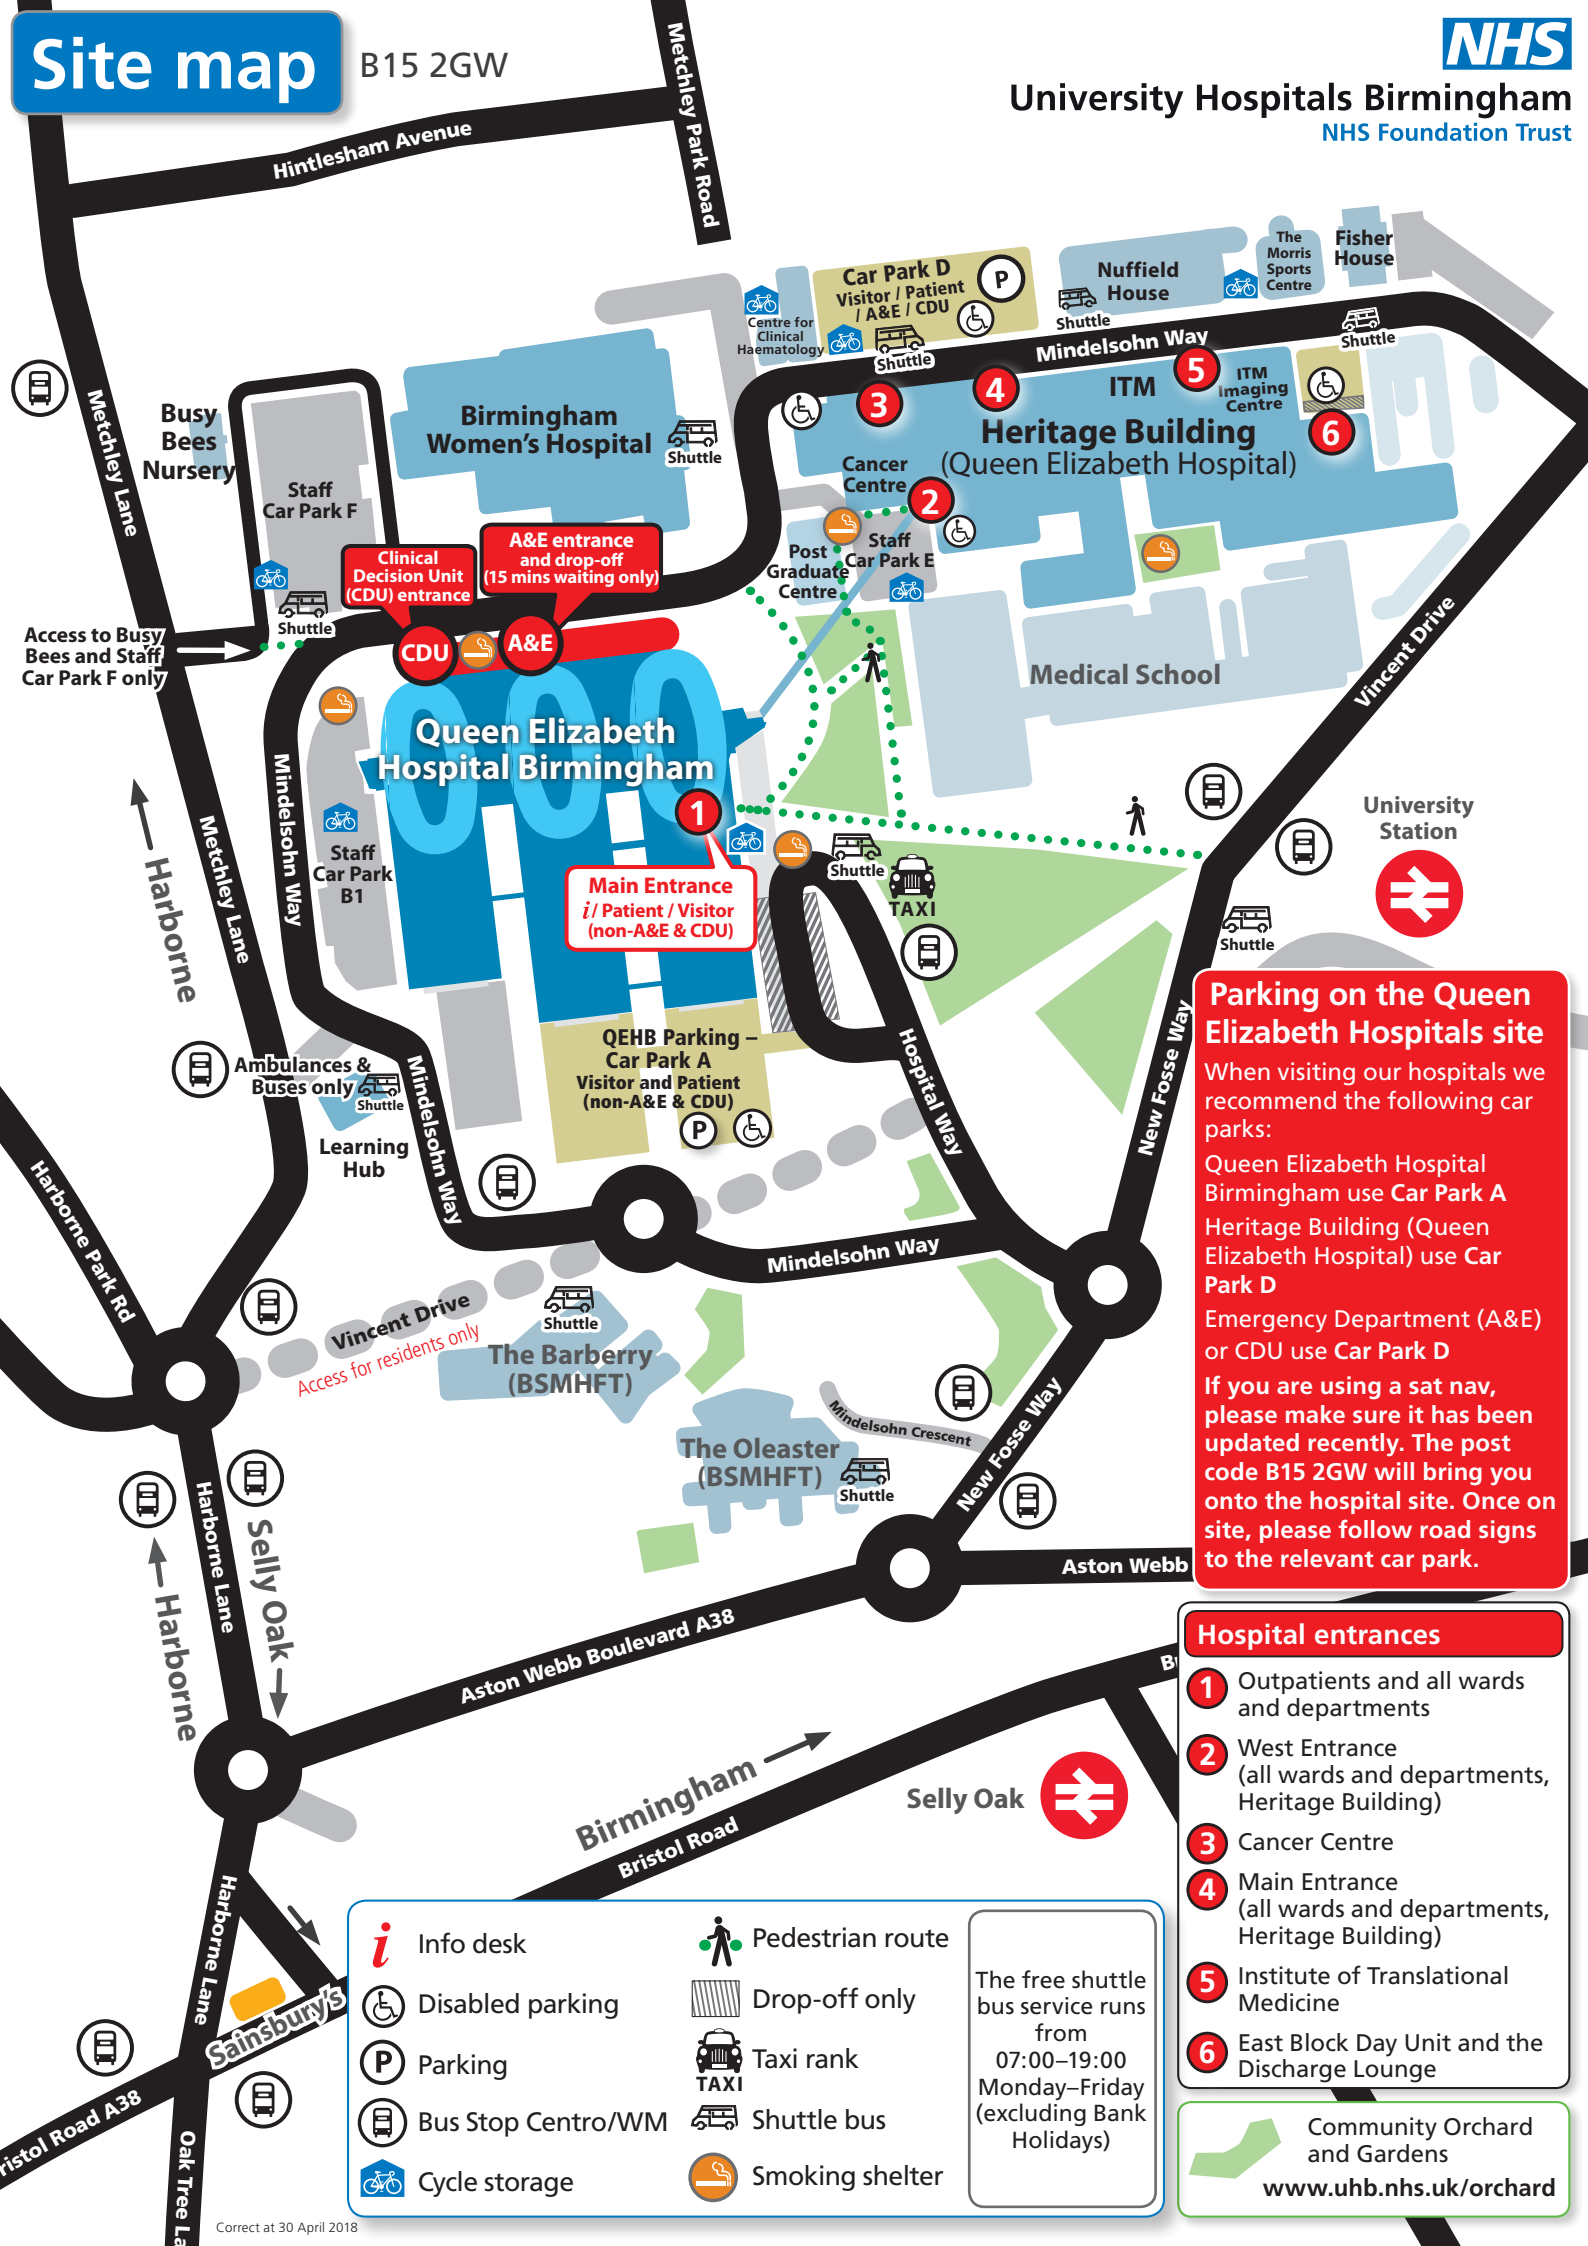 Site map
B15 2GW
NHS
University Hospitals Birmingham
NHS Foundation Trust
Metchley Park Road
Hintlesham Avenue
Metchley Lane
Busy
Bees
Nursery
Staff
Car Park F
Birmingham
Women's Hospital
Shuttle
Centre for
Clinical
Haematology
Car Park D
Visitor / Patient
/ A&E / CDU
P
Shuttle
Nuffield
House
Shuttle
The
Morris
Sports
Centre
Fisher
House
Shuttle
Mindelsohn Way
3
4
5
6
ITM
ITM
Imaging
Centre
Heritage Building
(Queen Elizabeth Hospital)
Cancer
Centre
2
Post
Graduate
Centre
Staff
Car Park E
Clinical
Decision Unit
(CDU) entrance
A&E entrance
and drop-off
(15 mins waiting only)
CDU
A&E
Shuttle
Access to Busy
Bees and Staff
Car Park F only
Medical School
Vincent Drive
Queen Elizabeth
Hospital Birmingham
1
Mindelsohn Way
Metchley Lane
Harborne
Staff
Car Park
B1
Main Entrance
i / Patient / Visitor
(non-A&E & CDU)
Shuttle
TAXI
University
Station
Shuttle
New Fosse Way
Hospital Way
QEHB Parking –
Car Park A
Visitor and Patient
(non-A&E & CDU)
P
Ambulances &
Buses only
Shuttle
Learning
Hub
Mindelsohn Way
Mindelsohn Way
Harborne Park Rd
Vincent Drive
Access for residents only
Shuttle
The Barberry
(BSMHFT)
The Oleaster
(BSMHFT)
Shuttle
Mindelsohn Crescent
New Fosse Way
Harborne Lane
Selly Oak
Harborne
Aston Webb Boulevard A38
Aston Webb
Birmingham
Bristol Road
Selly Oak
Harborne Lane
Sainsbury's
ristol Road A38
Oak Tree La
Parking on the Queen
Elizabeth Hospitals site
When visiting our hospitals we
recommend the following car
parks:
Queen Elizabeth Hospital
Birmingham use Car Park A
Heritage Building (Queen
Elizabeth Hospital) use Car
Park D
Emergency Department (A&E)
or CDU use Car Park D
If you are using a sat nav,
please make sure it has been
updated recently. The post
code B15 2GW will bring you
onto the hospital site. Once on
site, please follow road signs
to the relevant car park.
Hospital entrances
1 Outpatients and all wards
and departments
2 West Entrance
(all wards and departments,
Heritage Building)
3 Cancer Centre
4 Main Entrance
(all wards and departments,
Heritage Building)
5 Institute of Translational
Medicine
6 East Block Day Unit and the
Discharge Lounge
i Info desk
Disabled parking
P Parking
Bus Stop Centro/WM
Cycle storage
Pedestrian route
Drop-off only
TAXI Taxi rank
Shuttle bus
Smoking shelter
The free shuttle
bus service runs
from
07:00–19:00
Monday–Friday
(excluding Bank
Holidays)
Community Orchard
and Gardens
www.uhb.nhs.uk/orchard
Correct at 30 April 2018